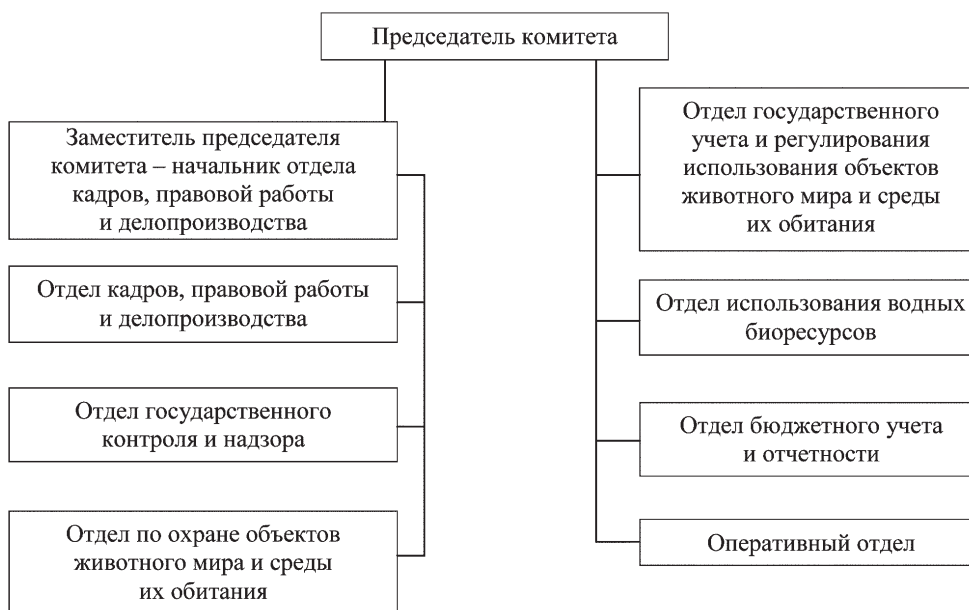 Председатель комитета
Заместитель председателя
комитета – начальник отдела
кадров, правовой работы
и делопроизводства
Отдел кадров, правовой работы
и делопроизводства
Отдел государственного
контроля и надзора
Отдел по охране объектов
животного мира и среды
их обитания
Отдел государственного
учета и регулирования
использования объектов
животного мира и среды
их обитания
Отдел использования водных
биоресурсов
Отдел бюджетного учета
и отчетности
Оперативный отдел